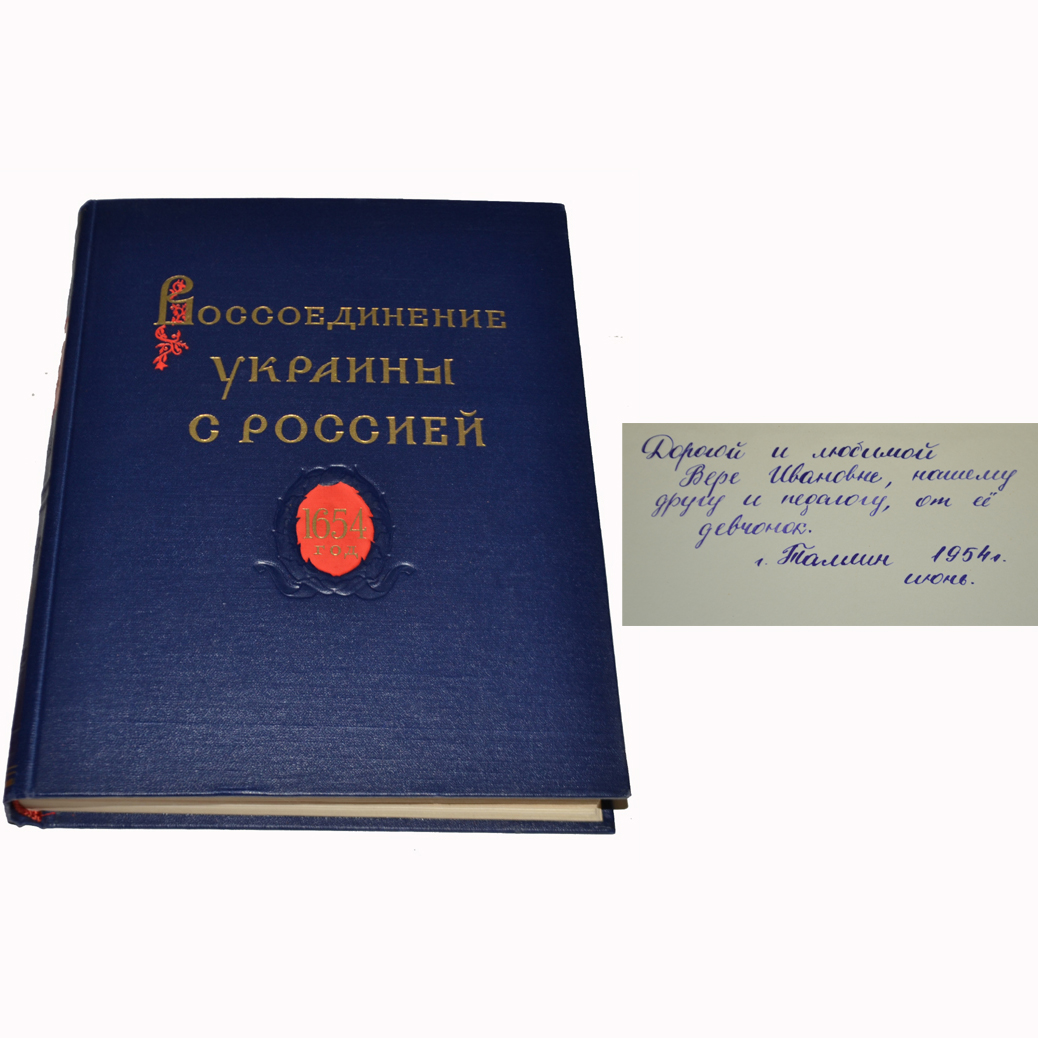 Воссоединение
Украины
с Россией
1654
год
Дорогой и любимой
Вере Ивановне, нашему
другу и педагогу, от её
девчонок.
г. Таллин 1954 г.
июнь.